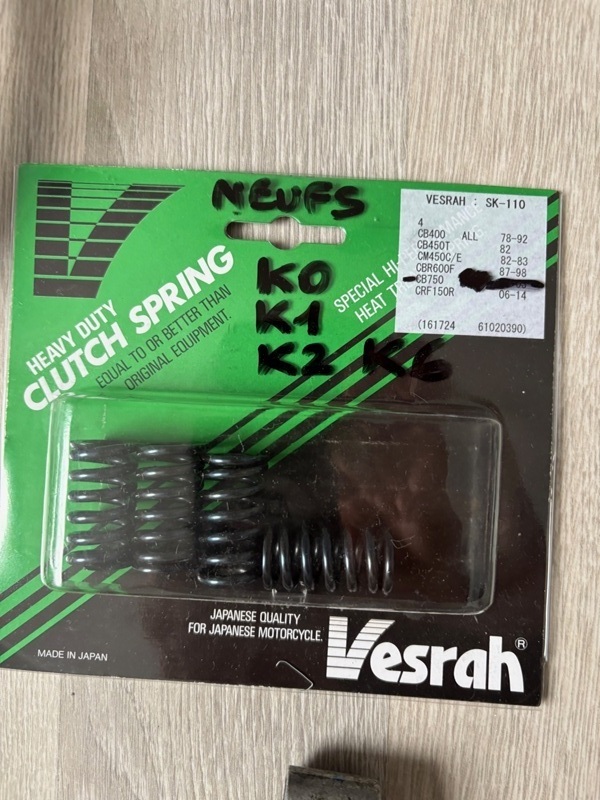 NEUFS
K0
K1
K2 K6
VESRAH : SK-110
4
CB400 ALL 78-92
CB450T 82
CM450C/E 82-83
CBR600F 87-98
CB750
CRF150R 06-14
(161724 61020390)
HEAVY DUTY
CLUTCH SPRING
EQUAL TO OR BETTER THAN
ORIGINAL EQUIPMENT.
SPECIAL
HEAT
JAPANESE QUALITY
FOR JAPANESE MOTORCYCLE.
Vesrah®
MADE IN JAPAN